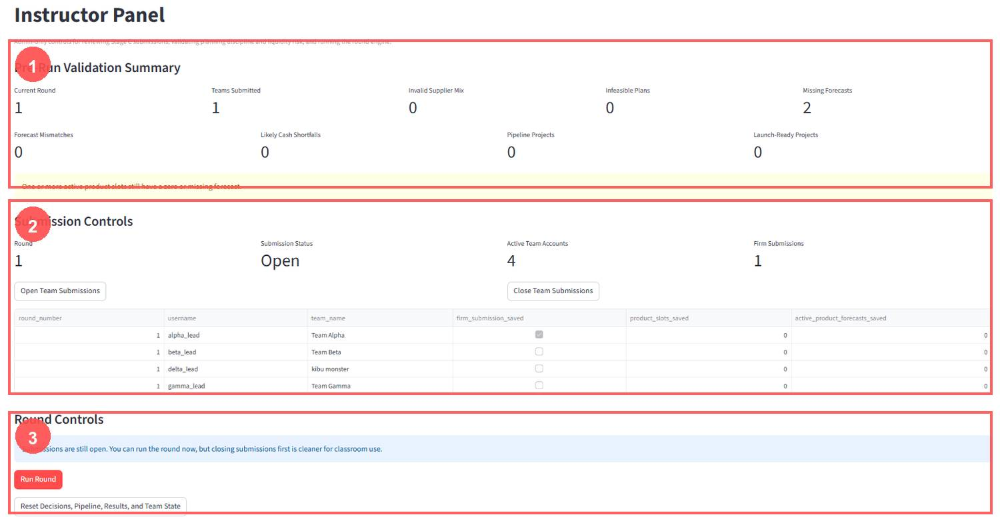 Instructor Panel
Admin-only controls for reviewing Stage C submissions, validating planning discipline and liquidity risk, and running the round engine.
1
Pre-Run Validation Summary
Current Round Teams Submitted Invalid Supplier Mix Infeasible Plans Missing Forecasts
1 1 0 0 2
Forecast Mismatches Likely Cash Shortfalls Pipeline Projects Launch-Ready Projects
0 0 0 0
One or more active product slots still have a zero or missing forecast.
2
Submission Controls
Round Submission Status Active Team Accounts Firm Submissions
1 Open 4 1
Open Team Submissions Close Team Submissions
round_number username team_name firm_submission_saved product_slots_saved active_product_forecasts_saved
1 alpha_lead Team Alpha 0 0
1 beta_lead Team Beta 0 0
1 delta_lead kibu monster 0 0
1 gamma_lead Team Gamma 0 0
Round Controls
3
Submissions are still open. You can run the round now, but closing submissions first is cleaner for classroom use.
Run Round
Reset Decisions, Pipeline, Results, and Team State